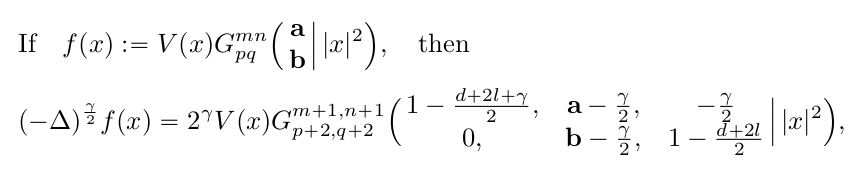 If f(x) := V(x)G^{mn}_{pq}( a b | |x|^2 ), then
(−Δ)^{γ/2} f(x) = 2^γ V(x)G^{m+1,n+1}_{p+2,q+2}( 1 − (d+2l+γ)/2, a − γ/2, −γ/2 0, b − γ/2, 1 − (d+2l)/2 | |x|^2 ),